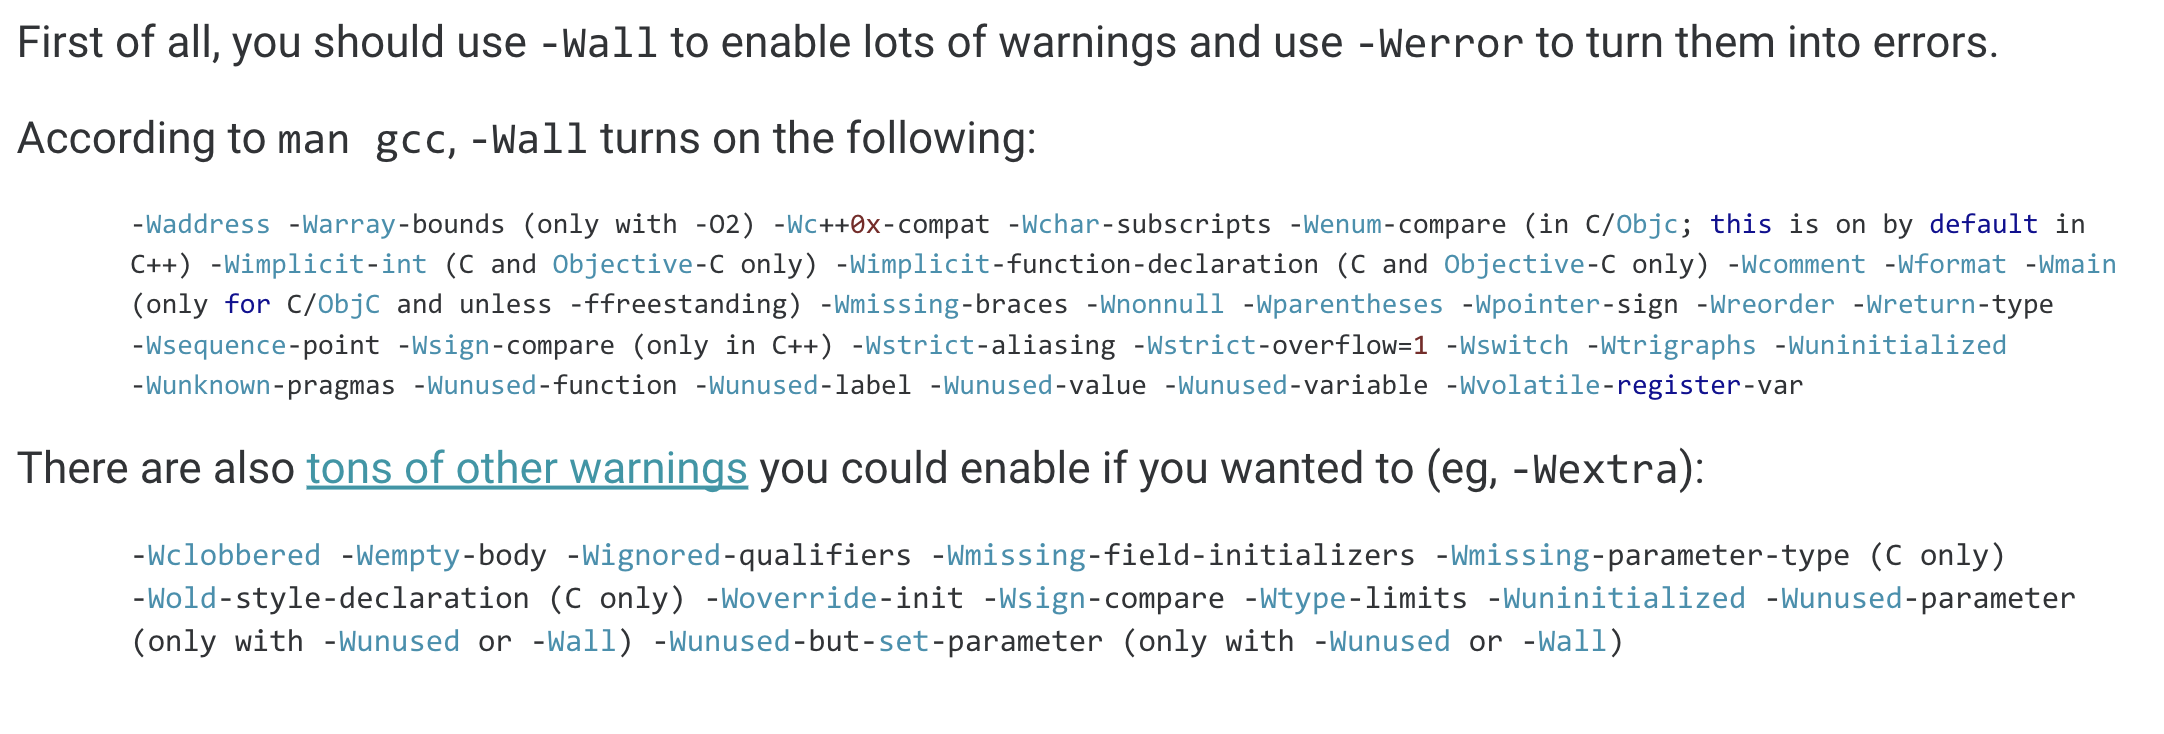 First of all, you should use -Wall to enable lots of warnings and use -Werror to turn them into errors.
According to man gcc, -Wall turns on the following:
-Waddress -Warray-bounds (only with -O2) -Wc++0x-compat -Wchar-subscripts -Wenum-compare (in C/Objc; this is on by default in
C++) -Wimplicit-int (C and Objective-C only) -Wimplicit-function-declaration (C and Objective-C only) -Wcomment -Wformat -Wmain
(only for C/ObjC and unless -ffreestanding) -Wmissing-braces -Wnonnull -Wparentheses -Wpointer-sign -Wreorder -Wreturn-type
-Wsequence-point -Wsign-compare (only in C++) -Wstrict-aliasing -Wstrict-overflow=1 -Wswitch -Wtrigraphs -Wuninitialized
-Wunknown-pragmas -Wunused-function -Wunused-label -Wunused-value -Wunused-variable -Wvolatile-register-var
There are also tons of other warnings you could enable if you wanted to (eg, -Wextra):
-Wclobbered -Wempty-body -Wignored-qualifiers -Wmissing-field-initializers -Wmissing-parameter-type (C only)
-Wold-style-declaration (C only) -Woverride-init -Wsign-compare -Wtype-limits -Wuninitialized -Wunused-parameter
(only with -Wunused or -Wall) -Wunused-but-set-parameter (only with -Wunused or -Wall)